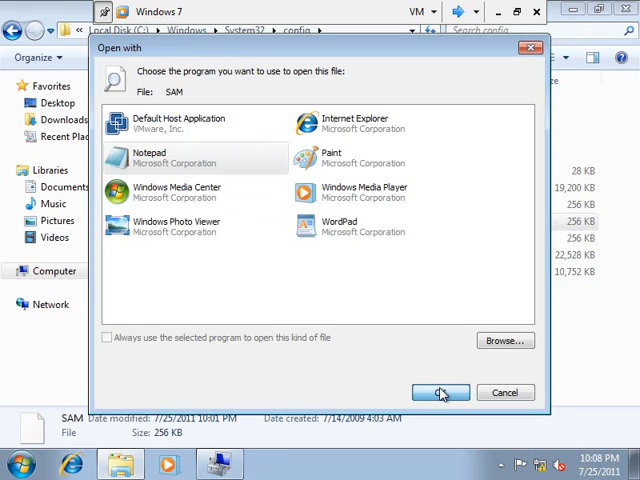 Windows 7
VM
Local Disk (C:) Windows System32 config
Search config
Organize
Open with
Choose the program you want to use to open this file:
File: SAM
Favorites
Desktop
Downloads
Recent Plac
Libraries
Documents
Music
Pictures
Videos
Computer
Network
Default Host Application
VMware, Inc.
Internet Explorer
Microsoft Corporation
Notepad
Microsoft Corporation
Paint
Microsoft Corporation
Windows Media Center
Microsoft Corporation
Windows Media Player
Microsoft Corporation
Windows Photo Viewer
Microsoft Corporation
WordPad
Microsoft Corporation
28 KB
19,200 KB
256 KB
256 KB
256 KB
22,528 KB
10,752 KB
Always use the selected program to open this kind of file
Browse...
Cancel
SAM Date modified: 7/25/2011 10:01 PM Date created: 7/14/2009 4:03 AM
File Size: 256 KB
10:08 PM
7/25/2011